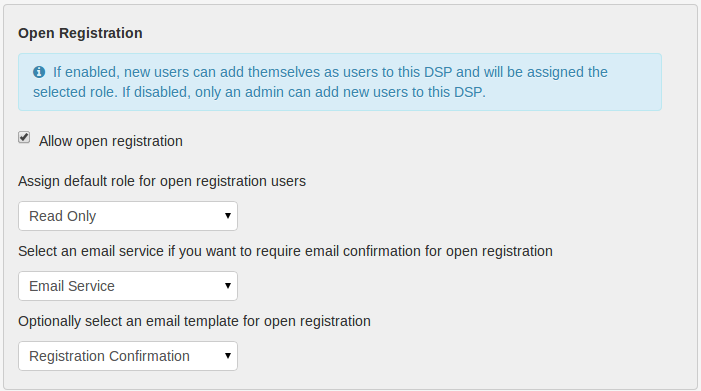 Open Registration
If enabled, new users can add themselves as users to this DSP and will be assigned the
selected role. If disabled, only an admin can add new users to this DSP.
Allow open registration
Assign default role for open registration users
Read Only
Select an email service if you want to require email confirmation for open registration
Email Service
Optionally select an email template for open registration
Registration Confirmation